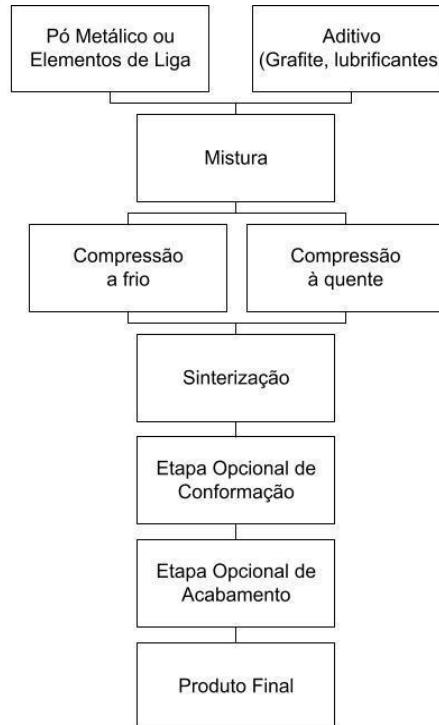 Pó Metálico ou
Elementos de Liga
Aditivo
(Grafite, lubrificantes
Mistura
Compressão
a frio
Compressão
à quente
Sinterização
Etapa Opcional de
Conformação
Etapa Opcional de
Acabamento
Produto Final